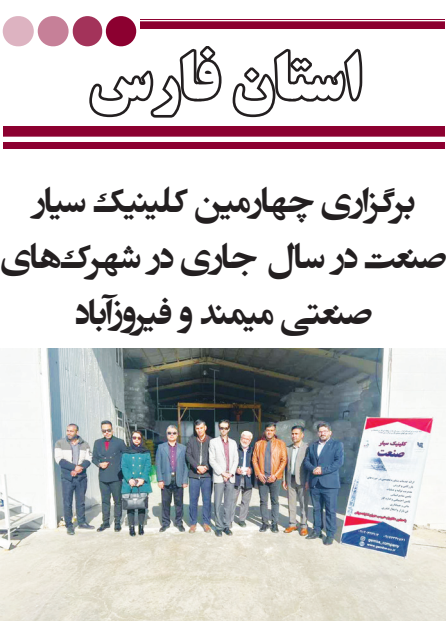 استان فارس
برگزاری چهارمین کلینیک سیار
صنعت در سال جاری در شهرک‌های
صنعتی میمند و فیروزآباد
کلینیک سیار
صنعت